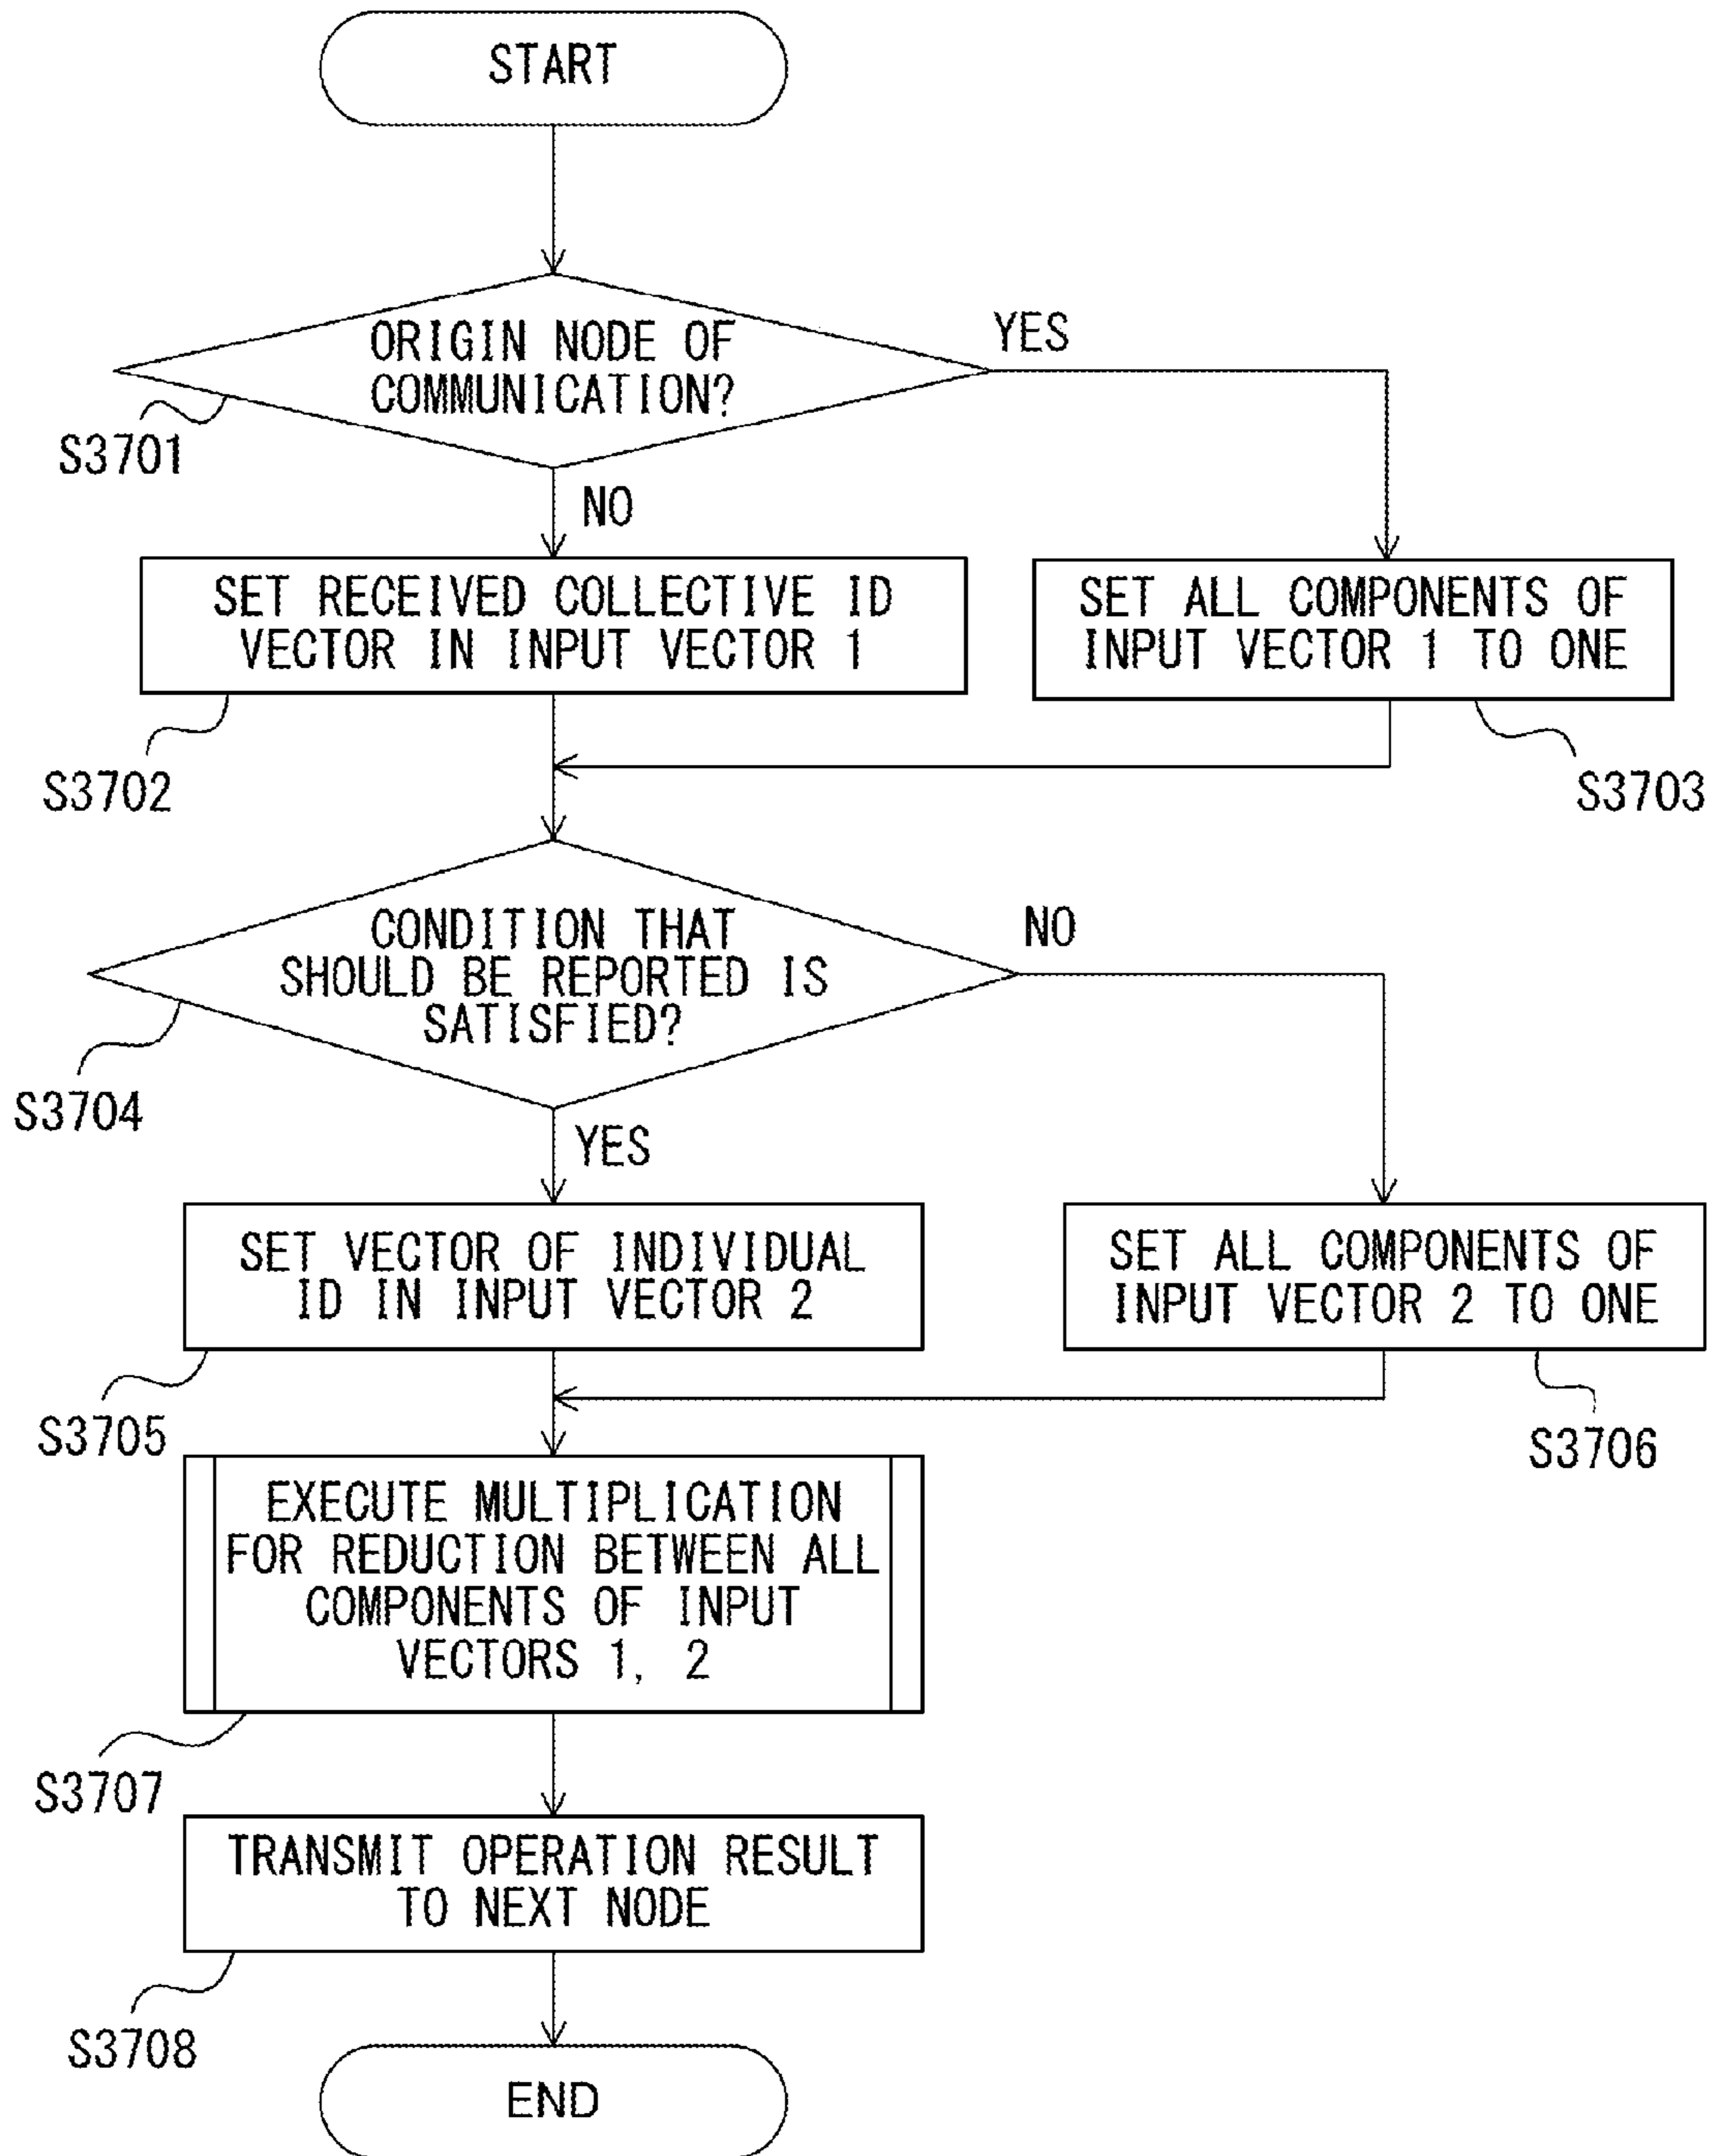 START
ORIGIN NODE OF
COMMUNICATION?
YES
S3701
NO
SET RECEIVED COLLECTIVE ID
VECTOR IN INPUT VECTOR 1
SET ALL COMPONENTS OF
INPUT VECTOR 1 TO ONE
S3702
S3703
CONDITION THAT
SHOULD BE REPORTED IS
SATISFIED?
NO
S3704
YES
SET VECTOR OF INDIVIDUAL
ID IN INPUT VECTOR 2
SET ALL COMPONENTS OF
INPUT VECTOR 2 TO ONE
S3705
S3706
EXECUTE MULTIPLICATION
FOR REDUCTION BETWEEN ALL
COMPONENTS OF INPUT
VECTORS 1, 2
S3707
TRANSMIT OPERATION RESULT
TO NEXT NODE
S3708
END